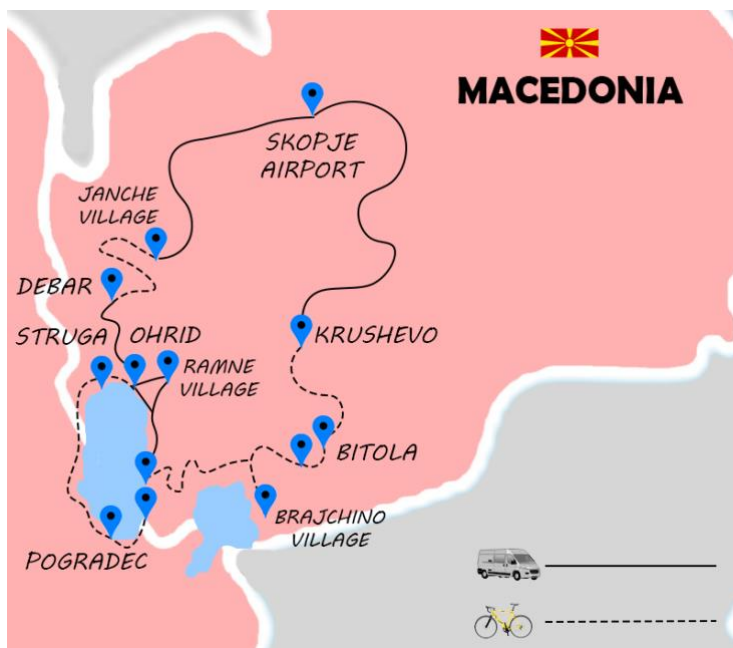 MACEDONIA
SKOPJE
AIRPORT
JANCHE
VILLAGE
DEBAR
STRUGA
OHRID
RAMNE
VILLAGE
KRUSHEVO
BITOLA
BRAJCHINO
VILLAGE
POGRADEC